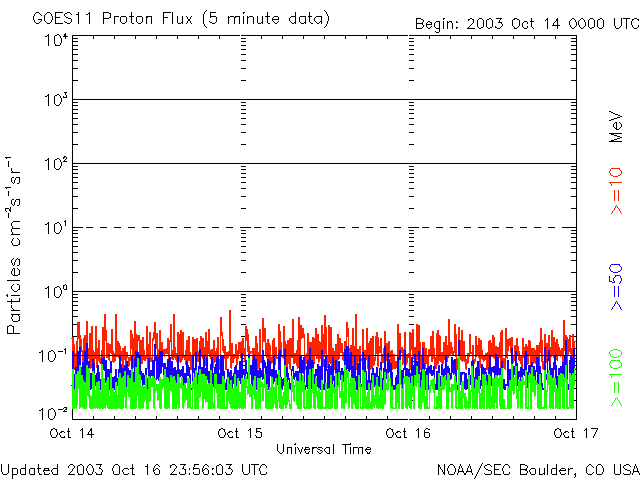 GOES11 Proton Flux (5 minute data)
Begin: 2003 Oct 14 0000 UTC
Particles cm⁻²s⁻¹sr⁻¹
10⁴
10³
10²
10¹
10⁰
10⁻¹
10⁻²
MeV
>=10
>=50
>=100
Oct 14
Oct 15
Oct 16
Oct 17
Universal Time
Updated 2003 Oct 16 23:56:03 UTC
NOAA/SEC Boulder, CO USA